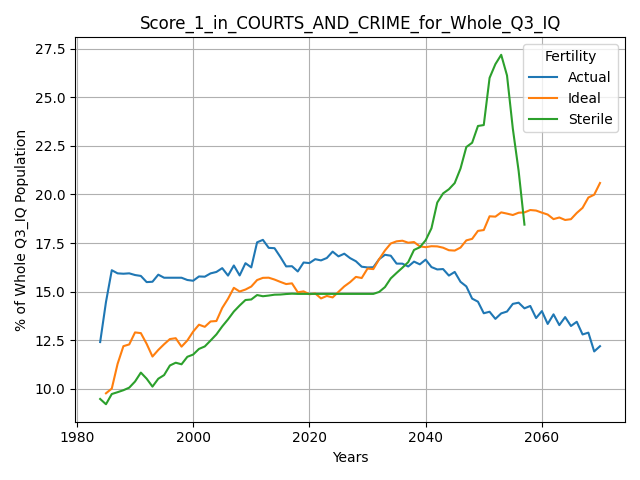 Score_1_in_COURTS_AND_CRIME_for_Whole_Q3_IQ
27.5
25.0
22.5
20.0
17.5
15.0
12.5
10.0
% of Whole Q3_IQ Population
Fertility
Actual
Ideal
Sterile
1980 2000 2020 2040 2060
Years